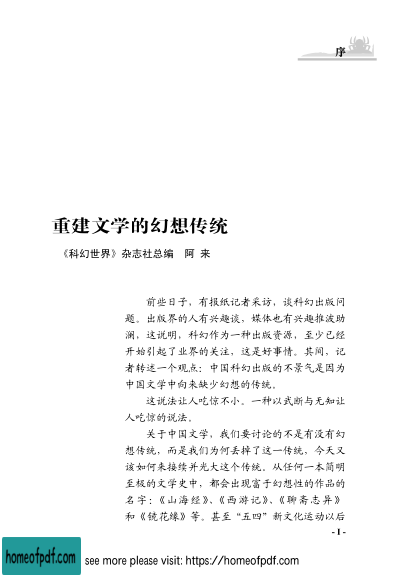 序
重建文学的幻想传统
《科幻世界》杂志社总编 阿 来
前些日子，有报纸记者采访，谈科幻出版问
题。出版界的人有兴趣谈，媒体也有兴趣推波助
澜，这说明，科幻作为一种出版资源，至少已经
开始引起了业界的关注，这是好事情。其间，记
者转述一个观点：中国科幻出版的不景气是因为
中国文学中向来缺少幻想的传统。
这说法让人吃惊不小。一种以武断与无知让
人吃惊的说法。
关于中国文学，我们要讨论的不是有没有幻
想传统，而是我们为何丢掉了这一传统，今天又
该如何来接续并光大这个传统。从任何一本简明
至极的文学史中，都会出现富于幻想性的作品的
名字：《山海经》、《西游记》、《聊斋志异》
和《镜花缘》等。甚至“五四”新文化运动以后
- 1 -
homeofpdf.com
see more please visit: https://homeofpdf.com